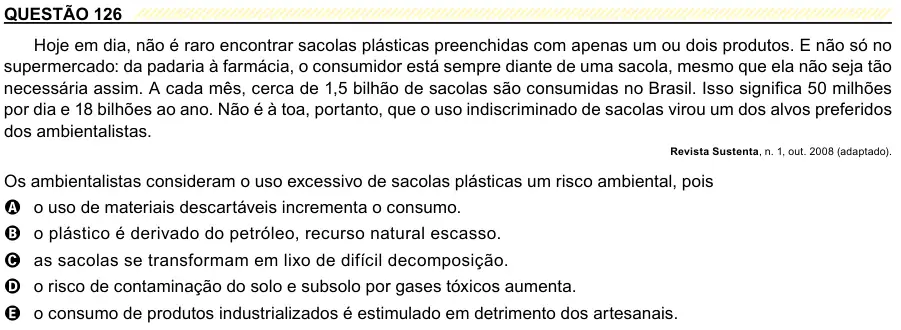 QUESTÃO 126
Hoje em dia, não é raro encontrar sacolas plásticas preenchidas com apenas um ou dois produtos. E não só no
supermercado: da padaria à farmácia, o consumidor está sempre diante de uma sacola, mesmo que ela não seja tão
necessária assim. A cada mês, cerca de 1,5 bilhão de sacolas são consumidas no Brasil. Isso significa 50 milhões
por dia e 18 bilhões ao ano. Não é à toa, portanto, que o uso indiscriminado de sacolas virou um dos alvos preferidos
dos ambientalistas.
Revista Sustenta, n. 1, out. 2008 (adaptado).
Os ambientalistas consideram o uso excessivo de sacolas plásticas um risco ambiental, pois
A o uso de materiais descartáveis incrementa o consumo.
B o plástico é derivado do petróleo, recurso natural escasso.
C as sacolas se transformam em lixo de difícil decomposição.
D o risco de contaminação do solo e subsolo por gases tóxicos aumenta.
E o consumo de produtos industrializados é estimulado em detrimento dos artesanais.